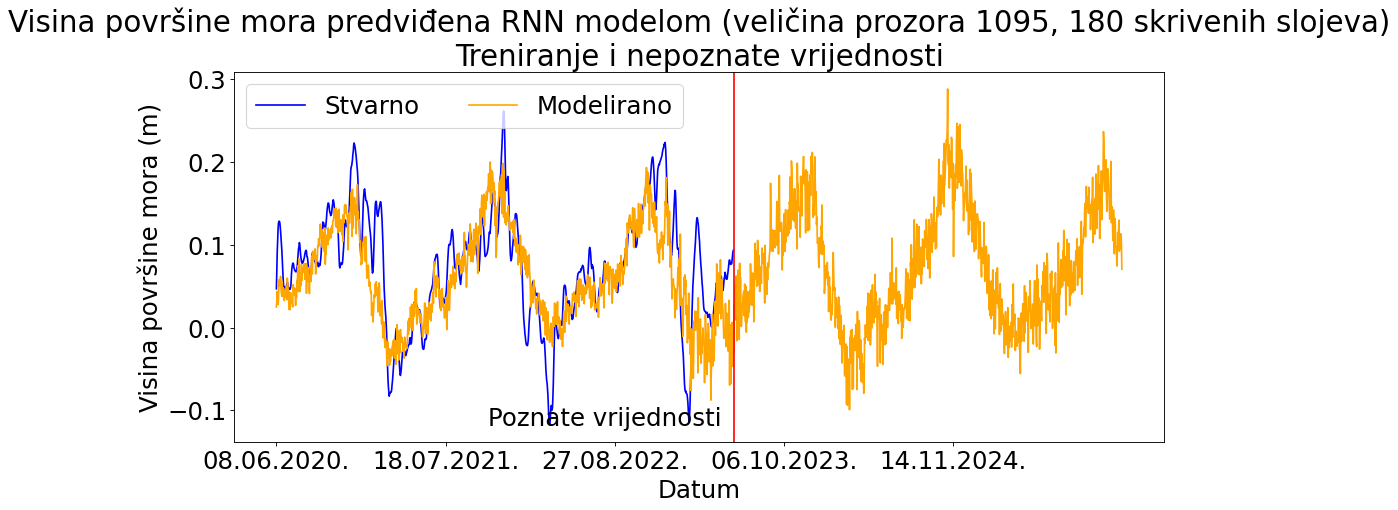 Visina površine mora predviđena RNN modelom (veličina prozora 1095, 180 skrivenih slojeva)
Treniranje i nepoznate vrijednosti
Stvarno
Modelirano
Visina površine mora (m)
0.3
0.2
0.1
0.0
−0.1
Poznate vrijednosti
08.06.2020.
18.07.2021.
27.08.2022.
06.10.2023.
14.11.2024.
Datum